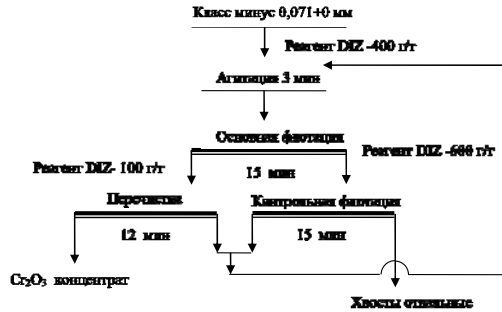 Класс минус 0,071+0 мм
Реагент DIZ -400 г/т
Агитация 3 мин
Основная флотация
Реагент DIZ- 100 г/т
15 мин
Реагент DIZ -600 г/т
Перечистка
Контрольная флотация
12 мин
15 мин
Cr₂O₃ концентрат
Хвосты отвальные